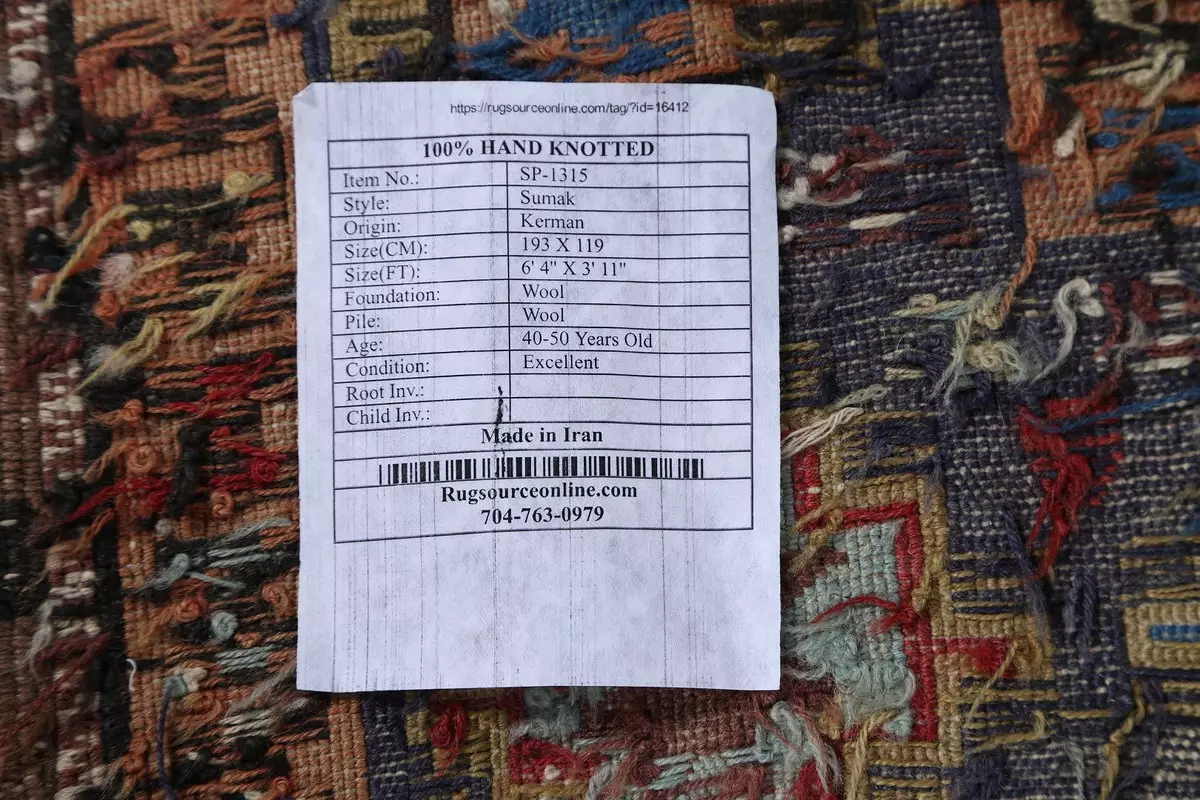 https://rugsourceonline.com/tag/?id=16412
100% HAND KNOTTED
Item No.: SP-1315
Style: Sumak
Origin: Kerman
Size(CM): 193 X 119
Size(FT): 6' 4" X 3' 11"
Foundation: Wool
Pile: Wool
Age: 40-50 Years Old
Condition: Excellent
Root Inv.:
Child Inv.:
Made in Iran
Rugsourceonline.com
704-763-0979